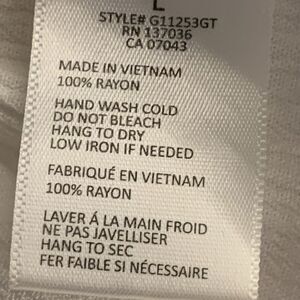 L
STYLE# G11253GT
RN 137036
CA 07043
MADE IN VIETNAM
100% RAYON
HAND WASH COLD
DO NOT BLEACH
HANG TO DRY
LOW IRON IF NEEDED
FABRIQUÉ EN VIETNAM
100% RAYON
LAVER Á LA MAIN FROID
NE PAS JAVELLISER
HANG TO SEC
FER FAIBLE SI NÉCESSAIRE